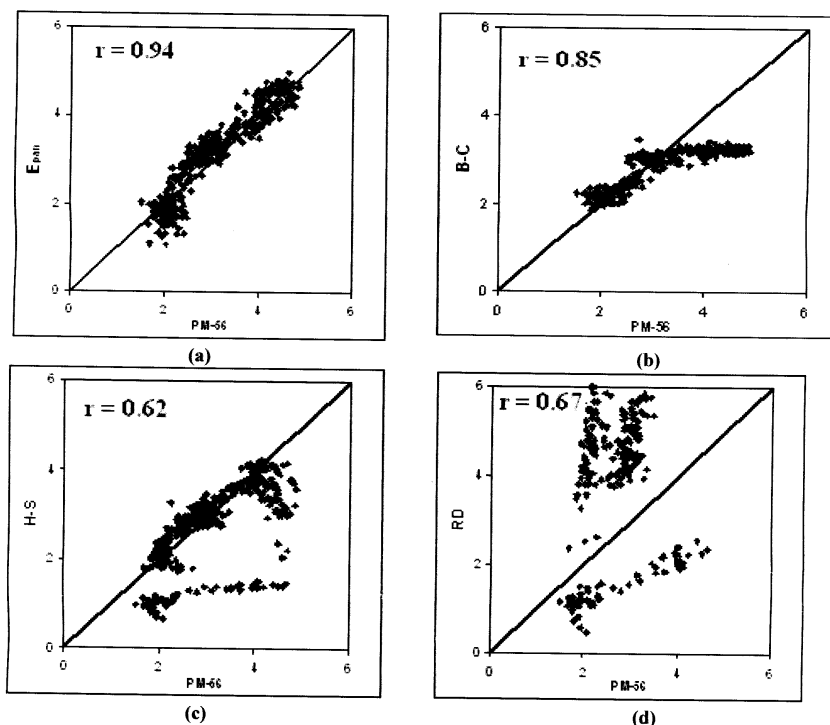 r = 0.94
6
4
2
0
Epan
0 2 4 6
PM-56
(a)
r = 0.85
6
4
2
0
B-C
0 2 4 6
PM-56
(b)
r = 0.62
6
4
2
0
H-S
0 2 4 6
PM-56
(c)
r = 0.67
6
4
2
0
RD
0 2 4 6
PM-56
(d)